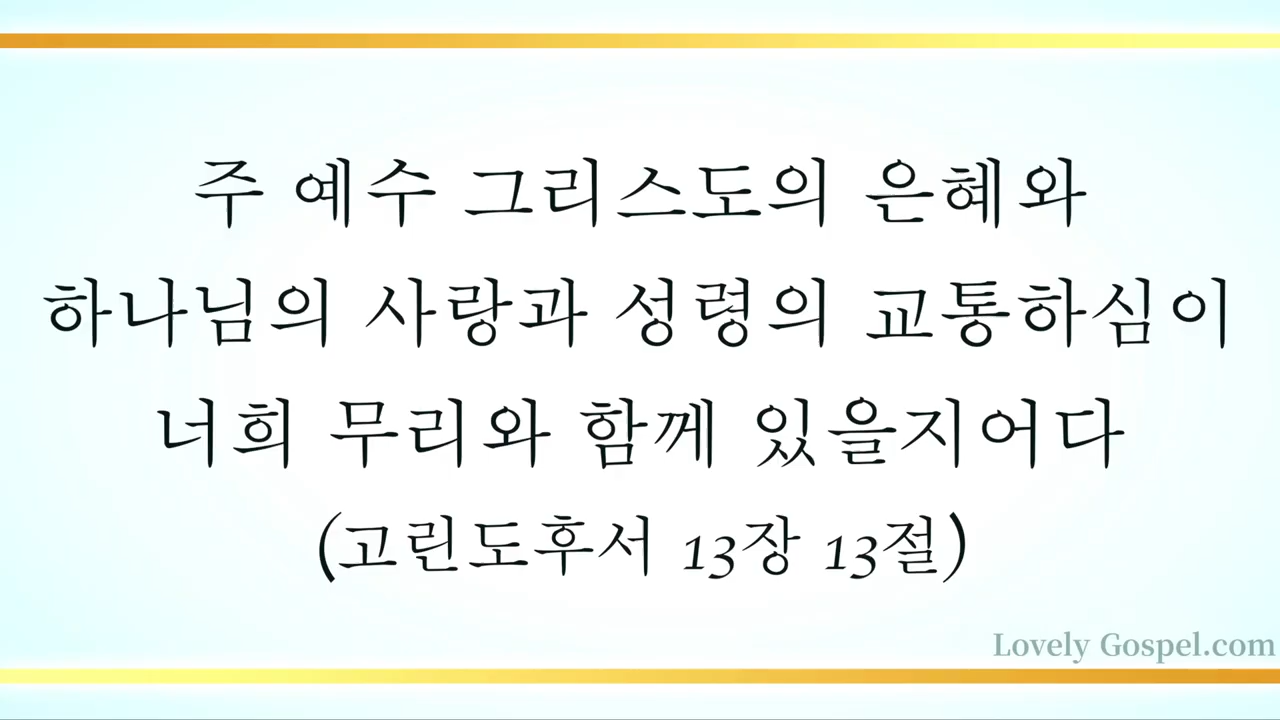 주 예수 그리스도의 은혜와
하나님의 사랑과 성령의 교통하심이
너희 무리와 함께 있을지어다
(고린도후서 13장 13절)
Lovely Gospel.com